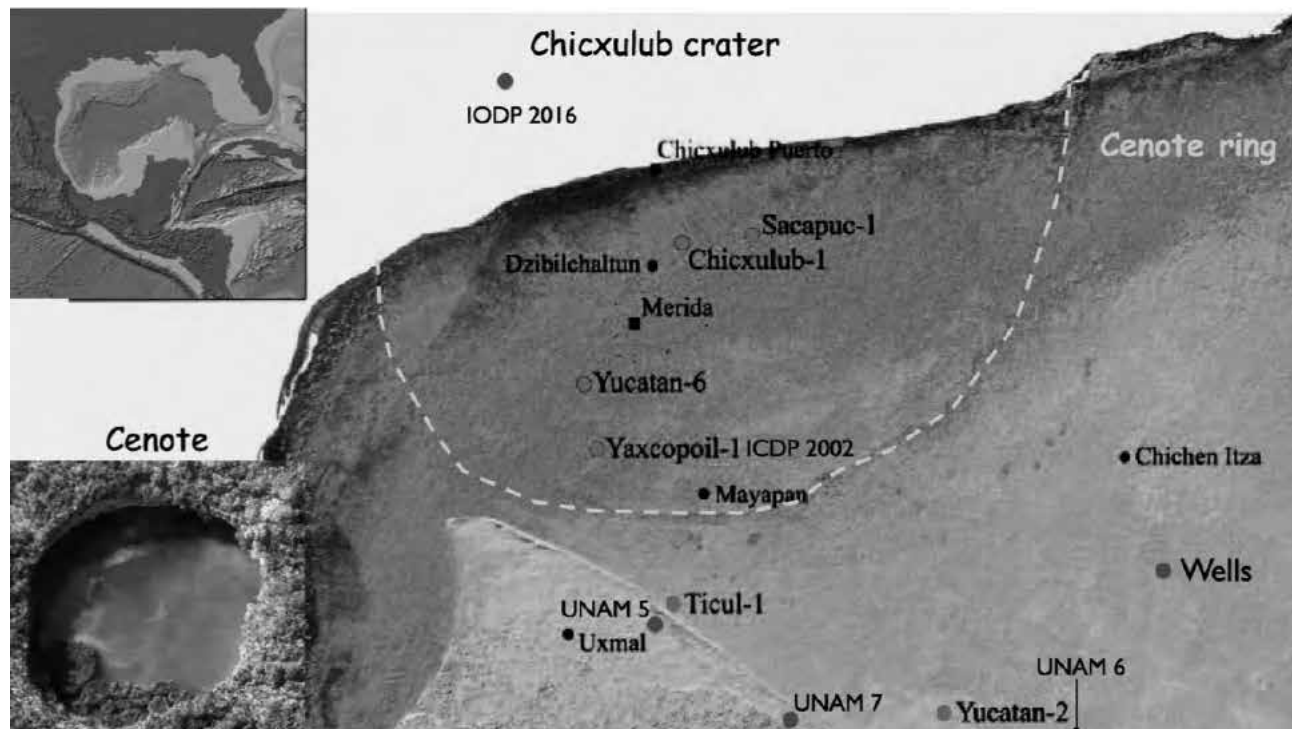 Chicxulub crater
IODP 2016
Cenote ring
Chicxulub Puerto
Sacapuc-1
Chicxulub-1
Dzibilchaltun
Merida
Yucatan-6
Cenote
Yaxcopoil-1 ICDP 2002
Chichen Itza
Mayapan
Wells
Ticul-1
UNAM 5
Uxmal
UNAM 6
UNAM 7
Yucatan-2